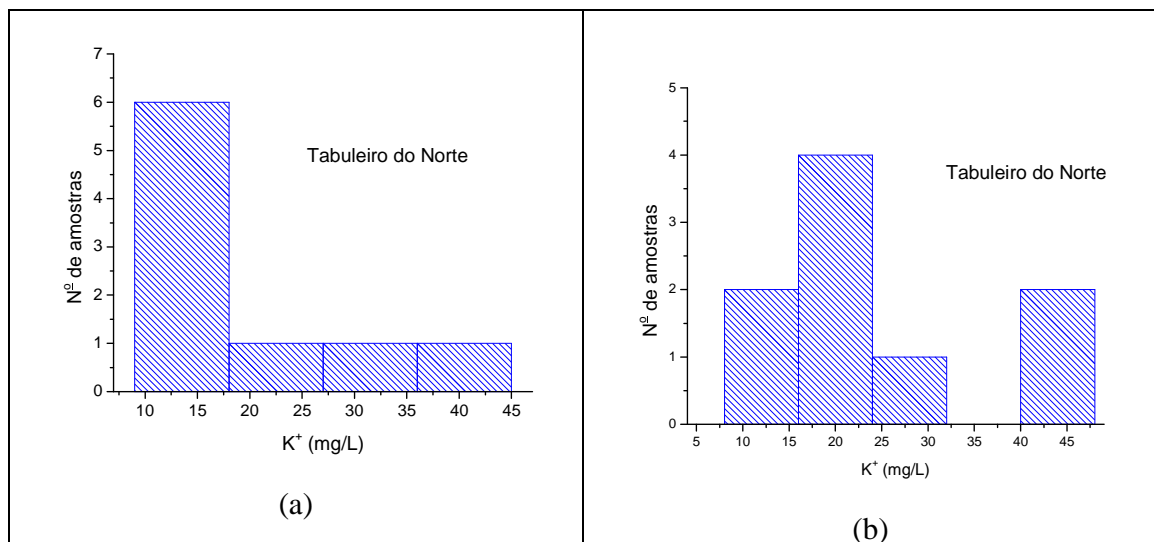 7
6
5
4
3
2
1
0
Nº de amostras
Tabuleiro do Norte
10 15 20 25 30 35 40 45
K⁺ (mg/L)
(a)
5
4
3
2
1
0
Nº de amostras
Tabuleiro do Norte
5 10 15 20 25 30 35 40 45
K⁺ (mg/L)
(b)